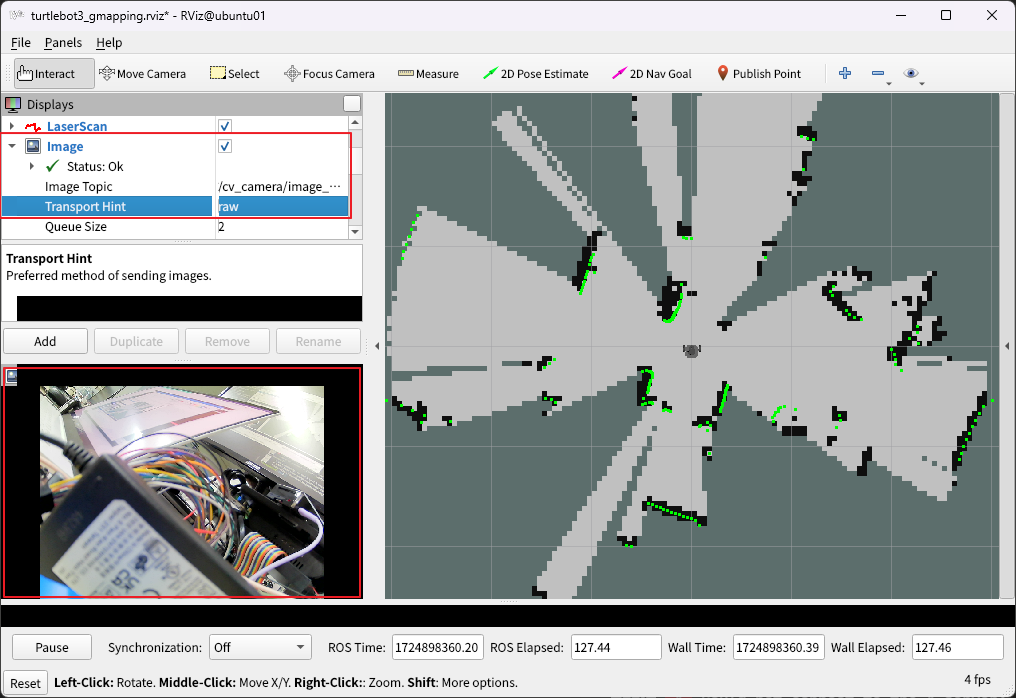 turtlebot3_gmapping.rviz* - RViz@ubuntu01
File Panels Help
Interact Move Camera Select Focus Camera Measure 2D Pose Estimate 2D Nav Goal Publish Point
Displays
LaserScan
Image
Status: Ok
Image Topic /cv_camera/image_···
Transport Hint raw
Queue Size 2
Transport Hint
Preferred method of sending images.
Add Duplicate Remove Rename
Pause Synchronization: Off ROS Time: 1724898360.20 ROS Elapsed: 127.44 Wall Time: 1724898360.39 Wall Elapsed: 127.46
Reset Left-Click: Rotate. Middle-Click: Move X/Y. Right-Click:: Zoom. Shift: More options. 4 fps